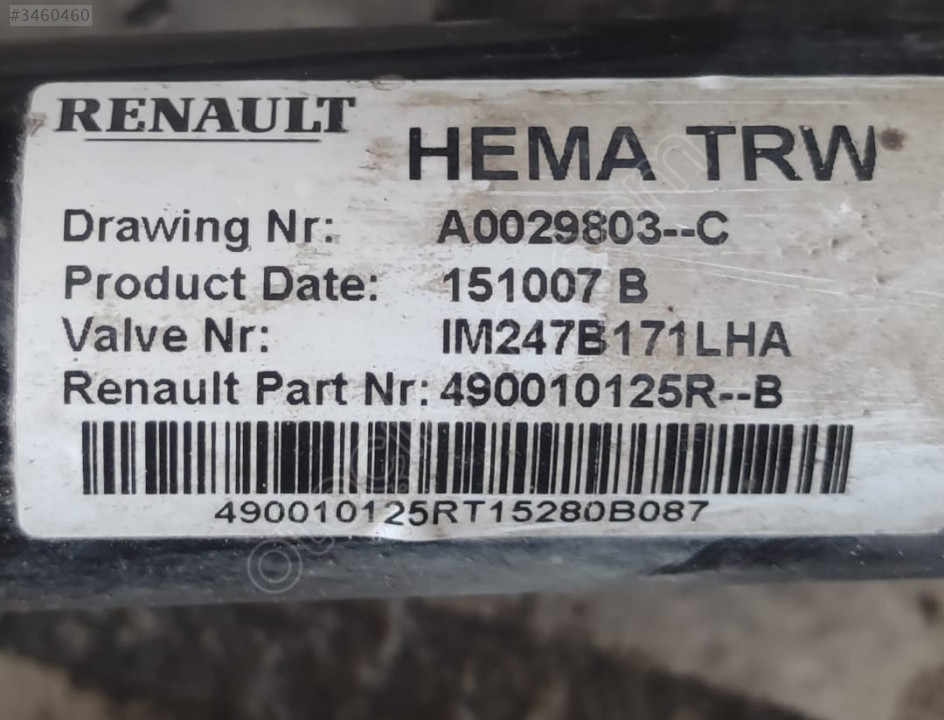 #3460460
RENAULT
HEMA TRW
Drawing Nr: A0029803--C
Product Date: 151007 B
Valve Nr: IM247B171LHA
Renault Part Nr: 490010125R--B
490010125RT15280B087